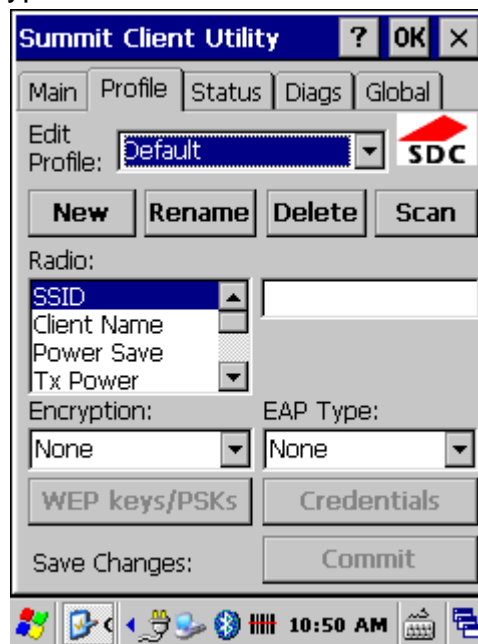 Summit Client Utility ? OK ×
Main Profile Status Diags Global
Edit
Profile: Default
SDC
New Rename Delete Scan
Radio:
SSID
Client Name
Power Save
Tx Power
Encryption: EAP Type:
None None
WEP keys/PSKs Credentials
Save Changes: Commit
10:50 AM